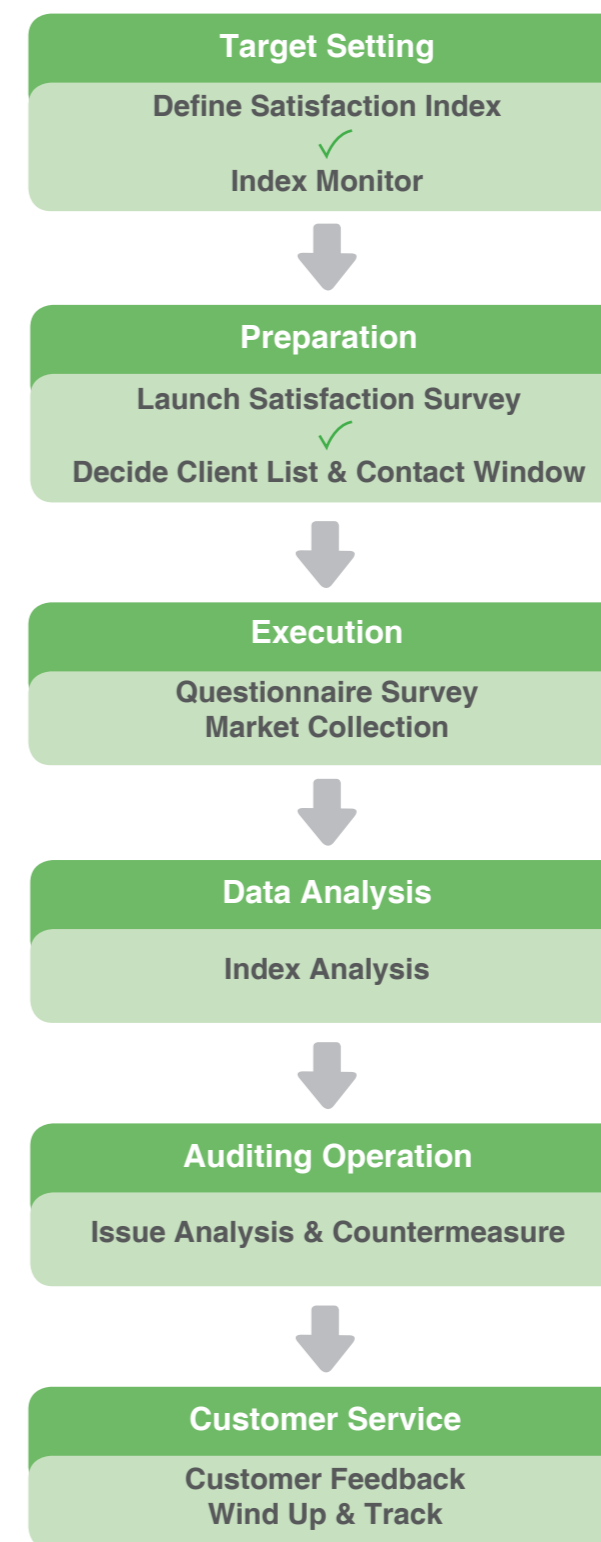 Target Setting
Define Satisfaction Index
Index Monitor
Preparation
Launch Satisfaction Survey
Decide Client List & Contact Window
Execution
Questionnaire Survey
Market Collection
Data Analysis
Index Analysis
Auditing Operation
Issue Analysis & Countermeasure
Customer Service
Customer Feedback
Wind Up & Track